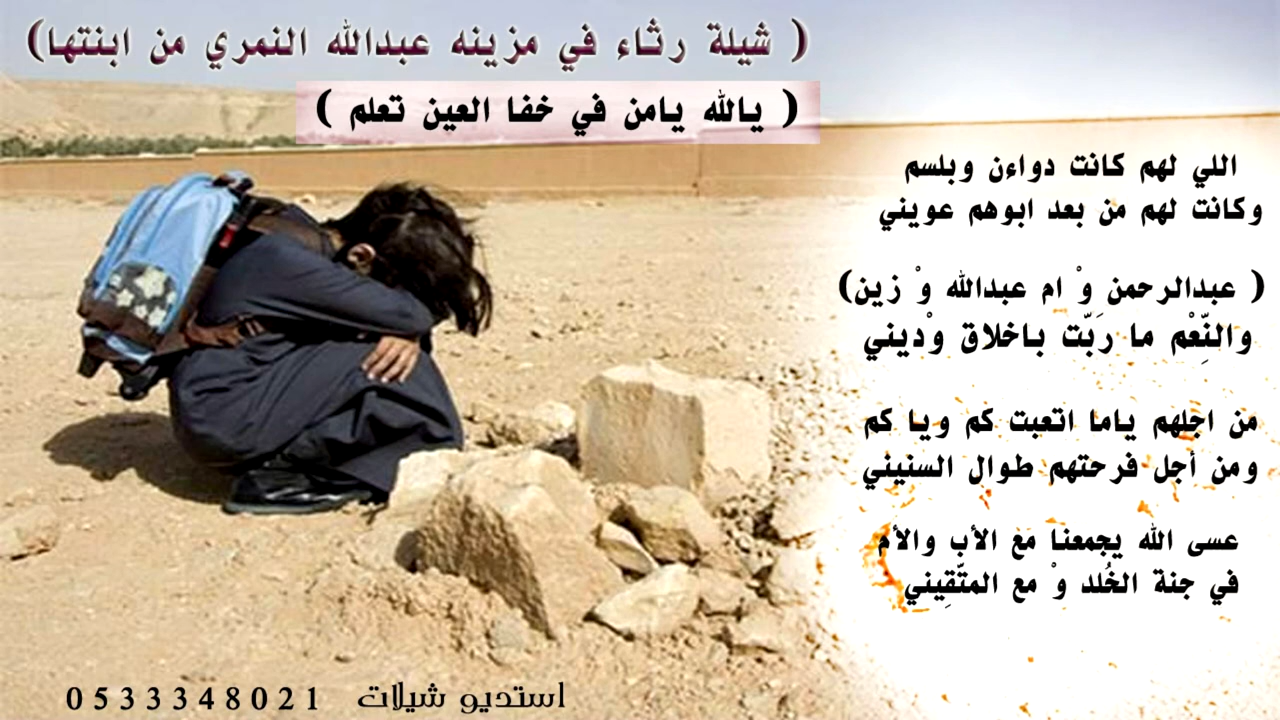 ( شيلة رثاء في مزينه عبدالله النمري من ابنتها)
( يالله يامن في خفا العين تعلم )
اللي لهم كانت دواءن وبلسم
وكانت لهم من بعد ابوهم عويني
( عبدالرحمن وْ ام عبدالله وْ زين)
والنِّعْم ما رَبّت باخلاق وْديني
من اجلهم ياما اتعبت كم ويا كم
ومن أجل فرحتهم طوال السنيني
عسى الله يجمعنا مع الأب والأم
في جنة الخُلد وْ مع المتّقِيني
استديو شيلات 0533348021